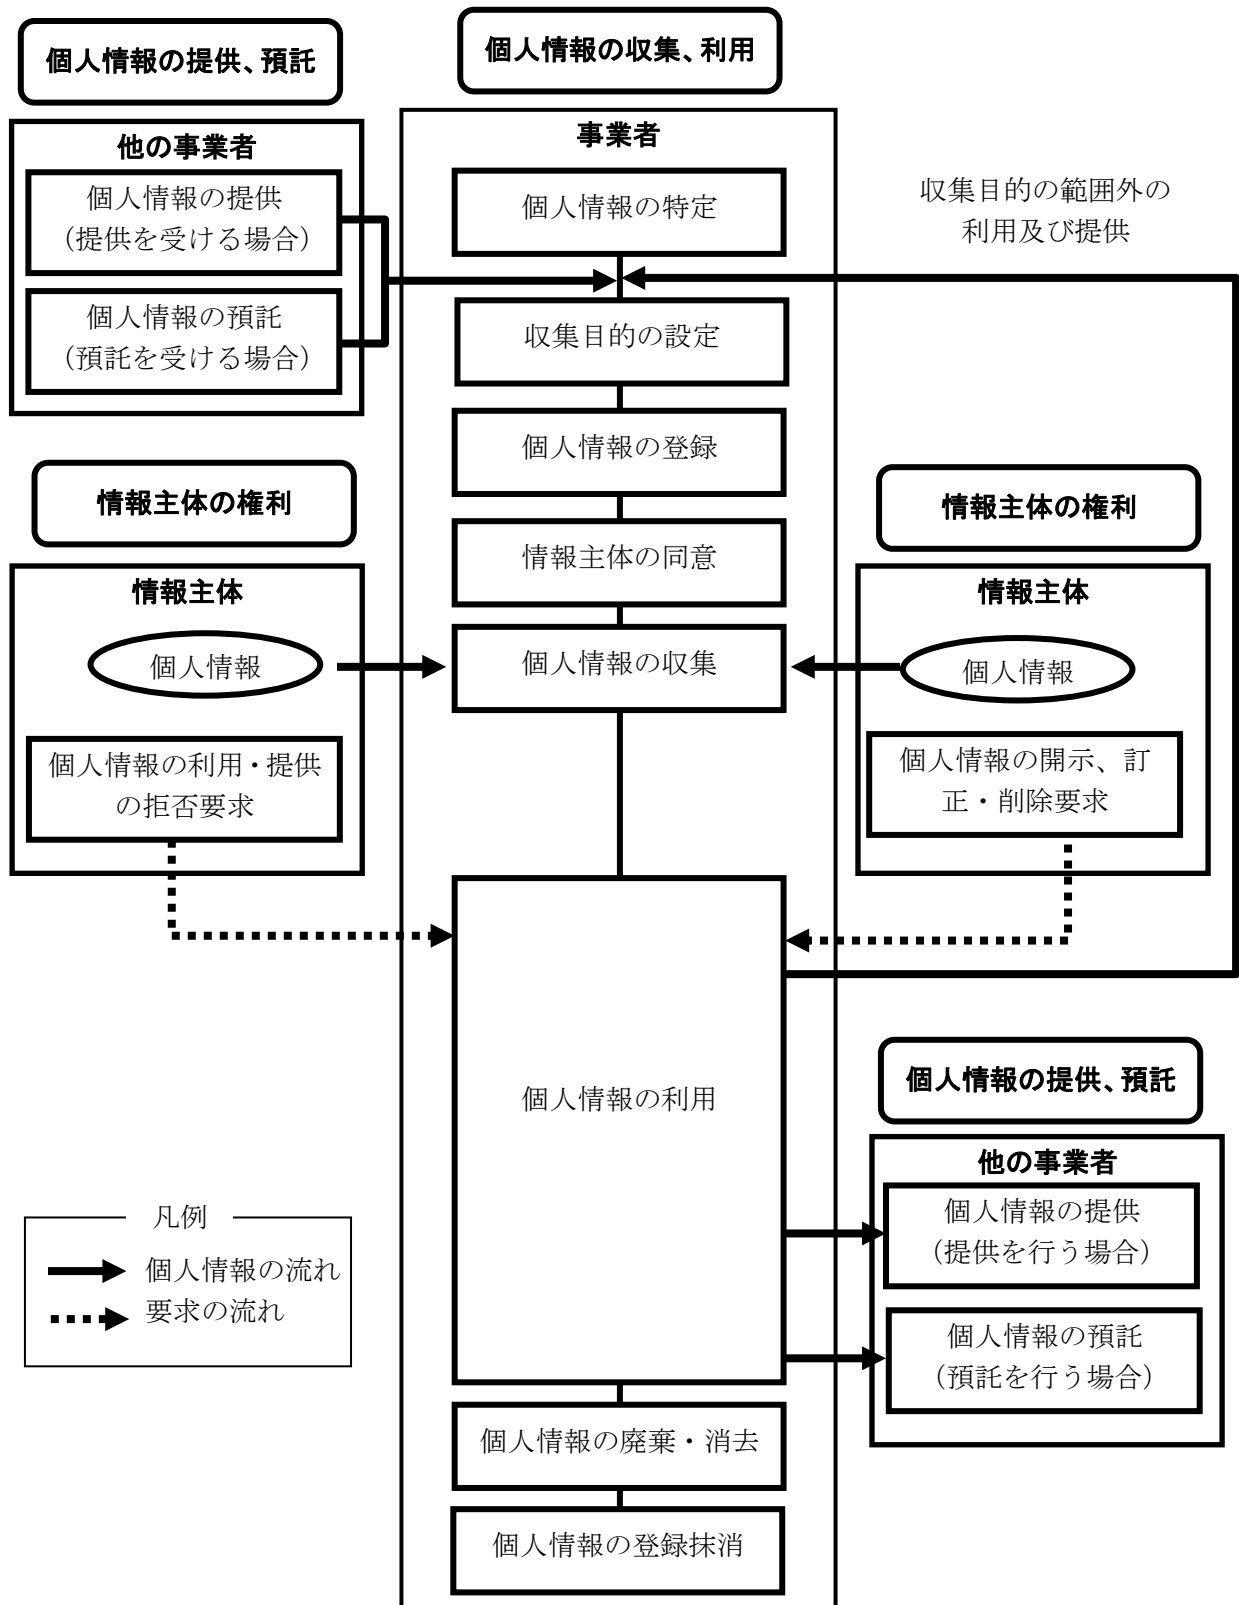 個人情報の提供、預託
他の事業者
個人情報の提供
（提供を受ける場合）
個人情報の預託
（預託を受ける場合）
個人情報の収集、利用
事業者
個人情報の特定
収集目的の設定
個人情報の登録
情報主体の同意
個人情報の収集
個人情報の利用
個人情報の廃棄・消去
個人情報の登録抹消
収集目的の範囲外の
利用及び提供
情報主体の権利
情報主体
個人情報
個人情報の利用・提供
の拒否要求
情報主体の権利
情報主体
個人情報
個人情報の開示、訂
正・削除要求
個人情報の提供、預託
他の事業者
個人情報の提供
（提供を行う場合）
個人情報の預託
（預託を行う場合）
凡例
個人情報の流れ
要求の流れ